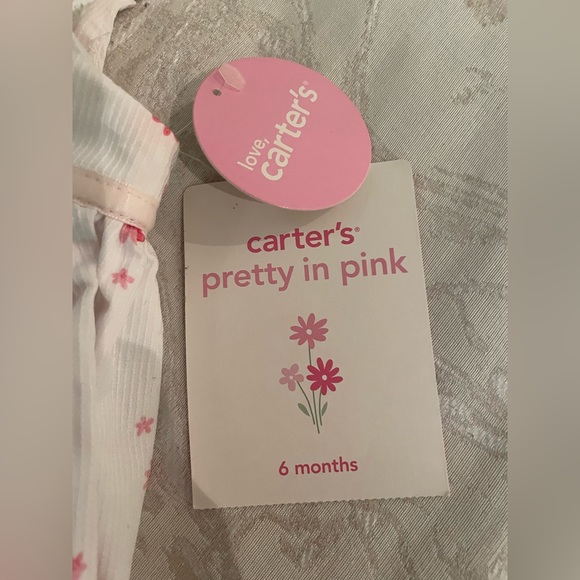 love,
carter's®
carter's®
pretty in pink
6 months